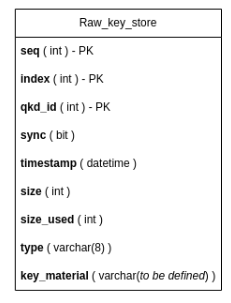 Raw_key_store
seq ( int ) - PK
index ( int ) - PK
qkd_id ( int ) - PK
sync ( bit )
timestamp ( datetime )
size ( int )
size_used ( int )
type ( varchar(8) )
key_material ( varchar(to be defined) )